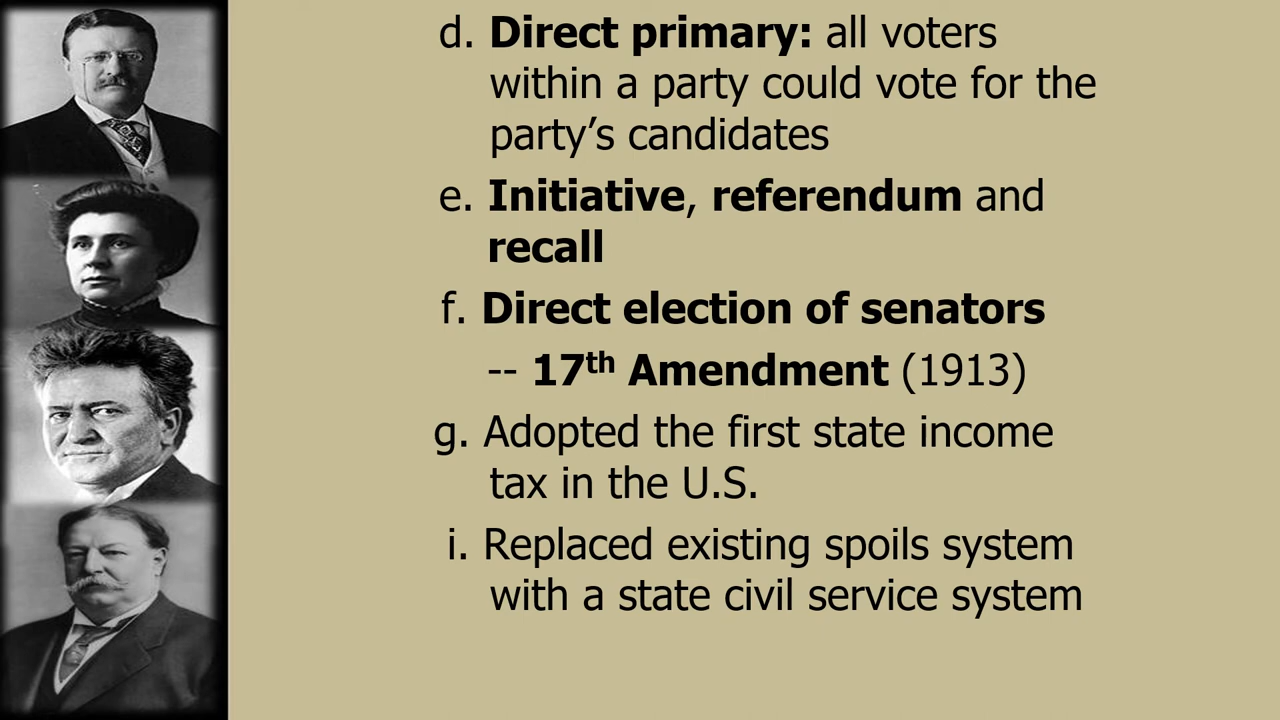 d. Direct primary: all voters
within a party could vote for the
party’s candidates
e. Initiative, referendum and
recall
f. Direct election of senators
-- 17th Amendment (1913)
g. Adopted the first state income
tax in the U.S.
i. Replaced existing spoils system
with a state civil service system